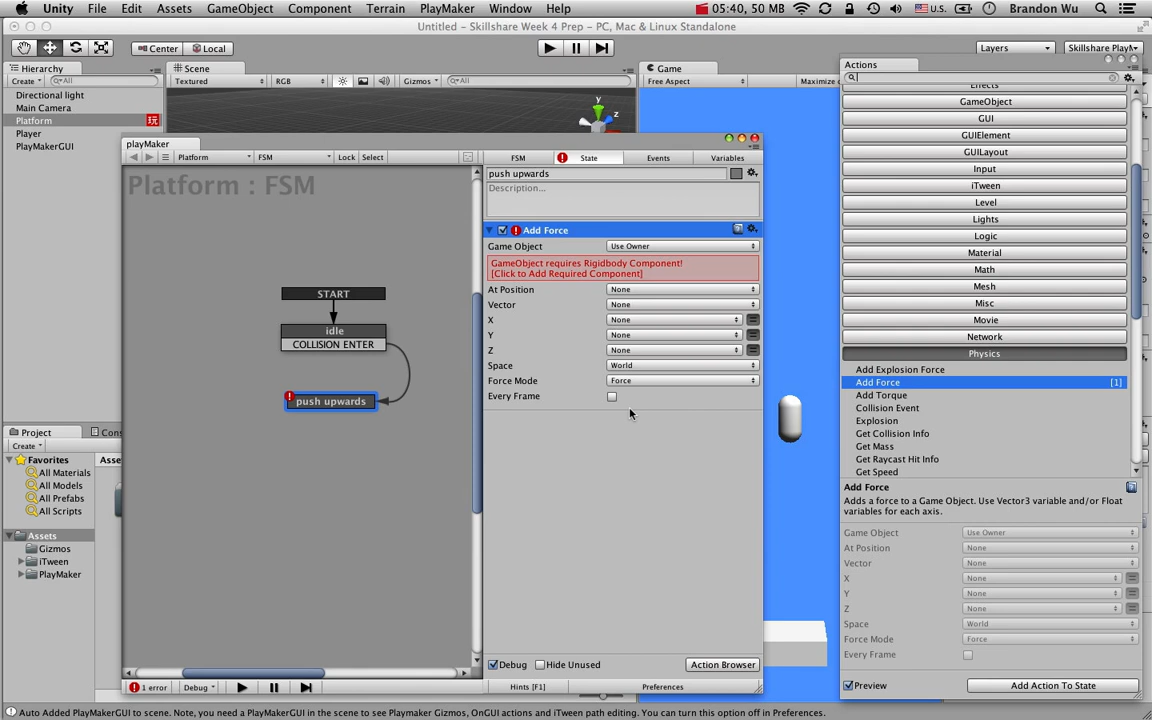 Unity File Edit Assets GameObject Component Terrain PlayMaker Window Help 05:40, 50 MB U.S. Brandon Wu
Untitled - Skillshare Week 4 Prep - PC, Mac & Linux Standalone
Center Local Layers Skillshare PlayM
Hierarchy Scene Game Actions
Create All Textured RGB Gizmos All Free Aspect Maximize
Effects
Directional light
Main Camera
Platform 玩
Player
PlayMakerGUI
y
z
GameObject
GUI
GUIElement
GUILayout
Input
iTween
Level
Lights
Logic
Material
Math
Mesh
Misc
Movie
Network
Physics
Add Explosion Force
Add Force [1]
Add Torque
Collision Event
Explosion
Get Collision Info
Get Mass
Get Raycast Hit Info
Get Speed
Add Force
Adds a force to a Game Object. Use Vector3 variable and/or Float
variables for each axis.
Game Object Use Owner
At Position None
Vector None
X None
Y None
Z None
Space World
Force Mode Force
Every Frame
Preview Add Action To State
playMaker
Platform FSM Lock Select FSM State Events Variables
Platform : FSM
START
idle
COLLISION ENTER
push upwards
push upwards
Description...
Add Force
Game Object Use Owner
GameObject requires Rigidbody Component!
[Click to Add Required Component]
At Position None
Vector None
X None
Y None
Z None
Space World
Force Mode Force
Every Frame
Debug Hide Unused Action Browser
1 error Debug Hints [F1] Preferences
Project
Create
Favorites
All Materials
All Models
All Prefabs
All Scripts
Assets
Gizmos
iTween
PlayMaker
Auto Added PlayMakerGUI to scene. Note, you need a PlayMakerGUI in the scene to see Playmaker Gizmos, OnGUI actions and iTween path editing. You can turn this option off in Preferences.